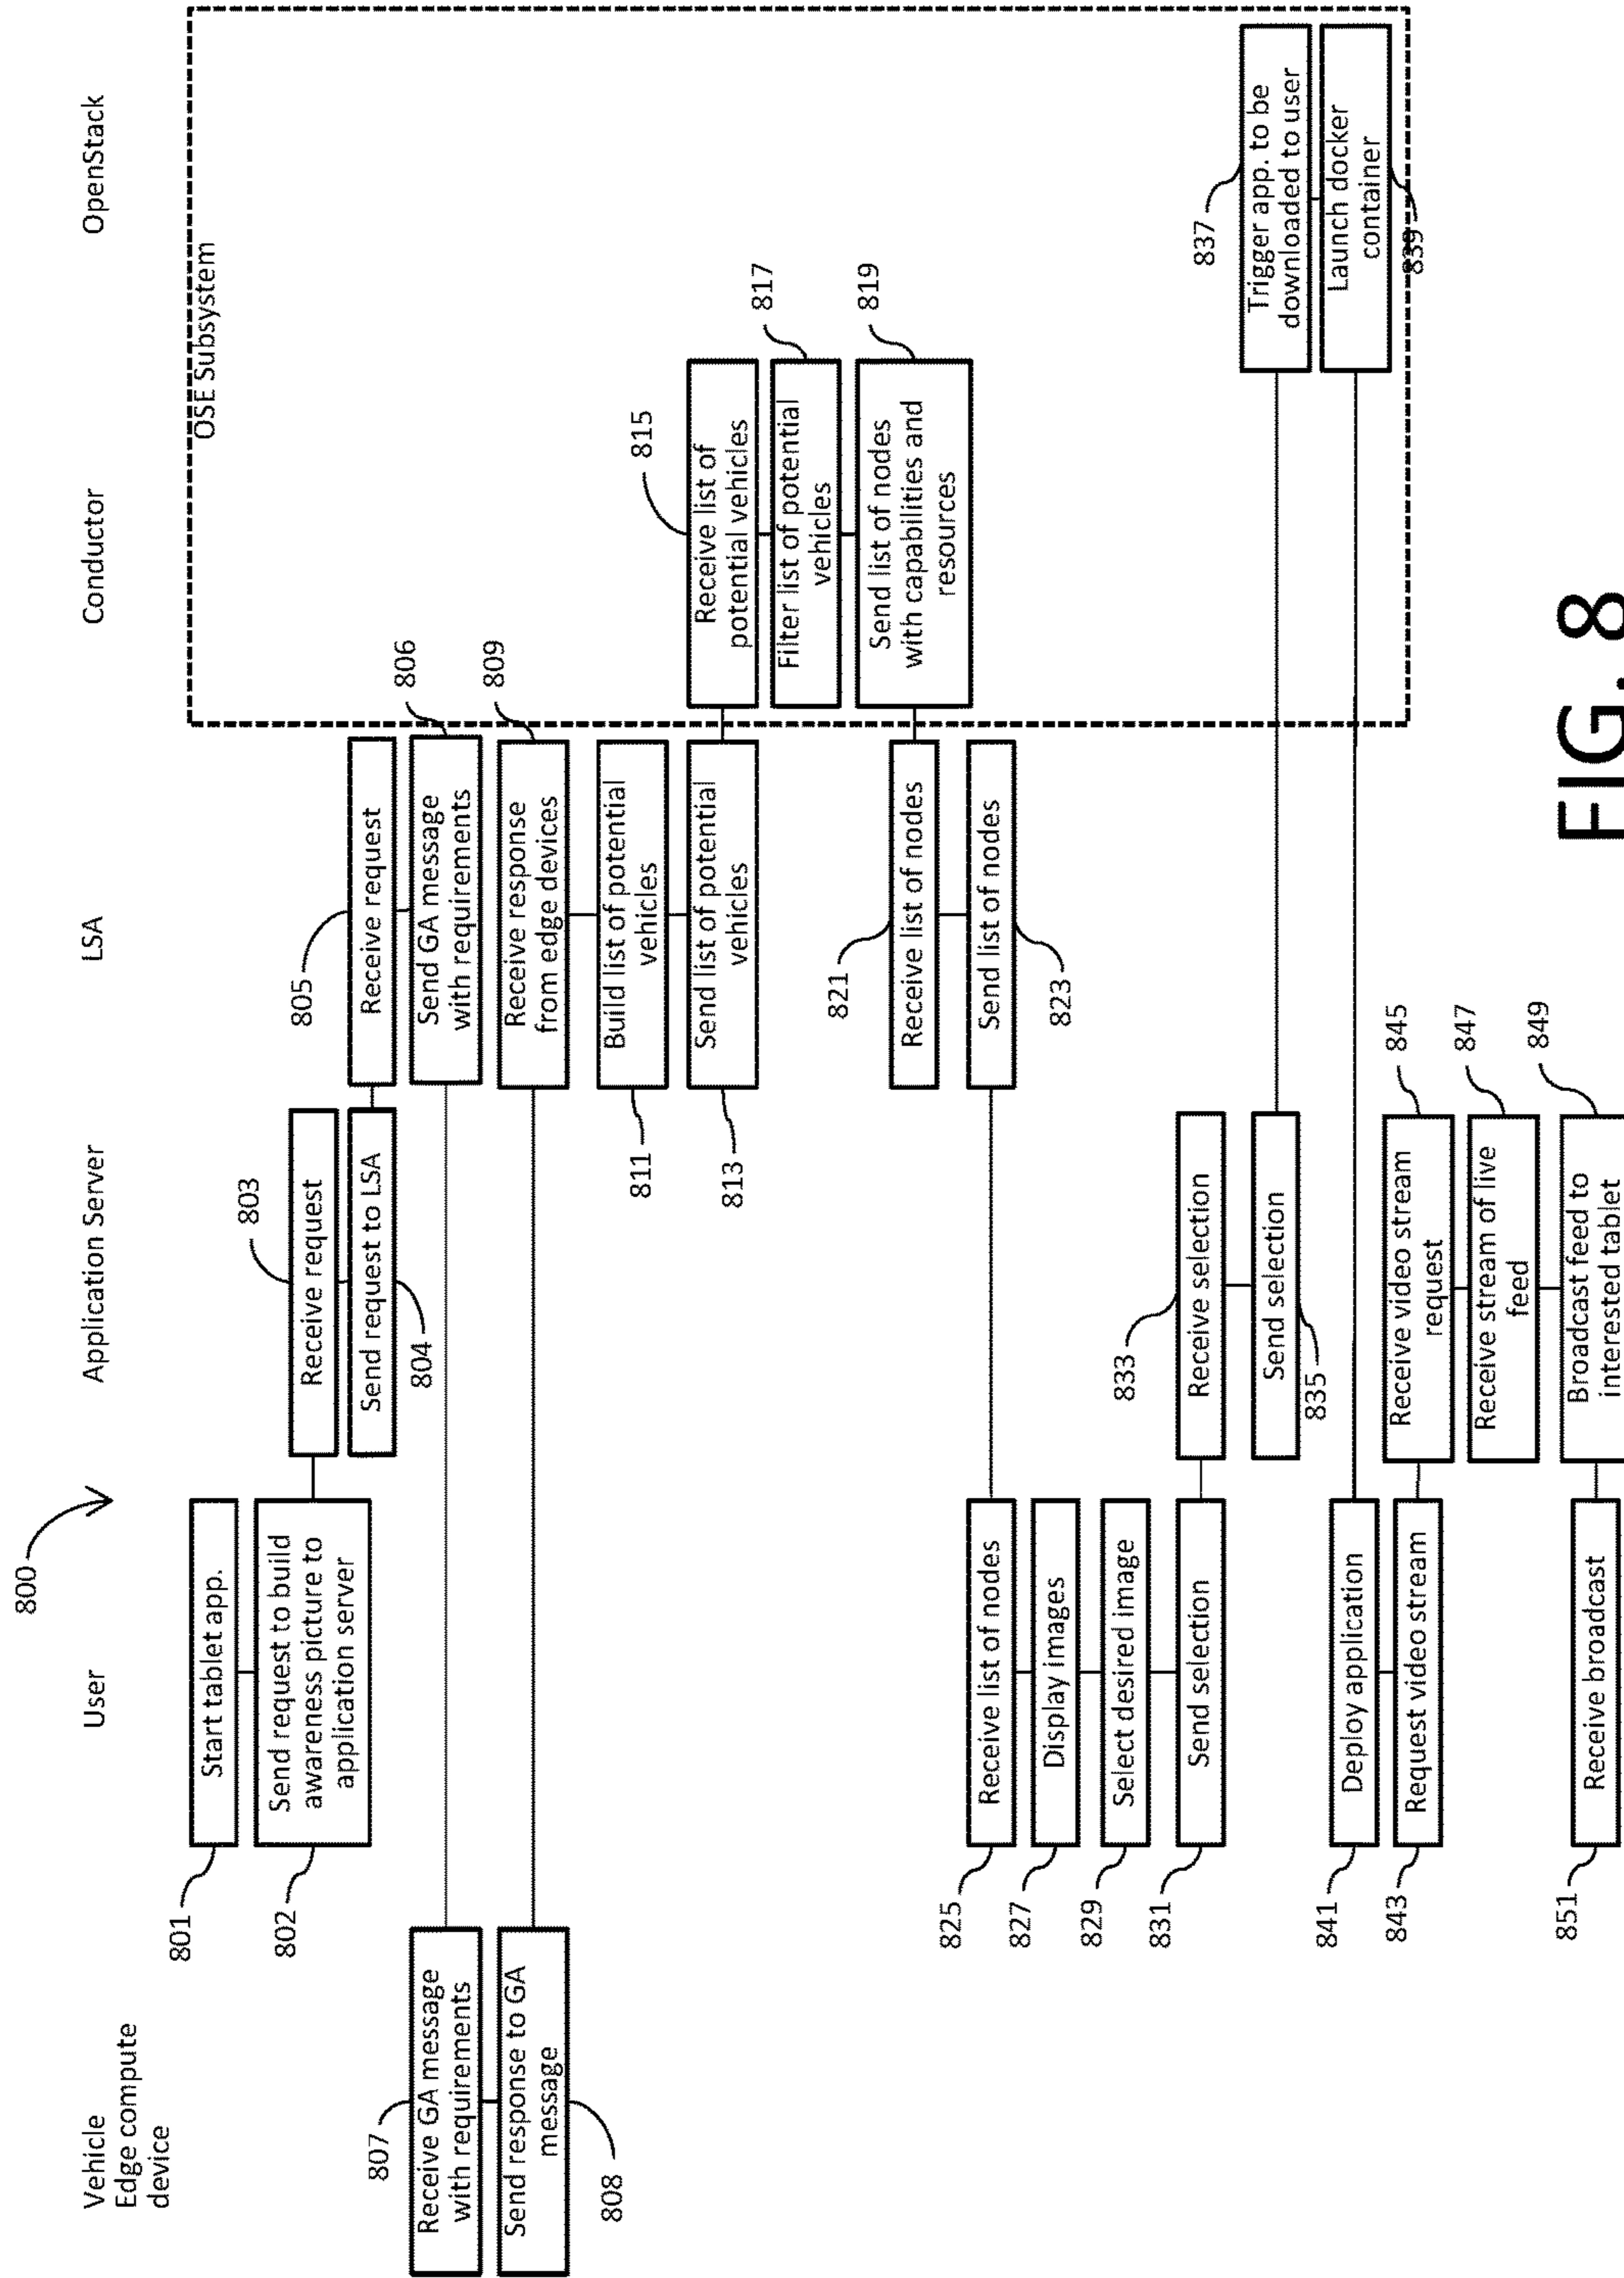 800
Vehicle
Edge compute
device
User
Application Server
LSA
Conductor
OpenStack
OSE Subsystem
801
Start tablet app.
802
Send request to build
awareness picture to
application server
803
Receive request
Send request to LSA
804
805
Receive request
Send GA message
with requirements
806
807
Receive GA message
with requirements
Send response to GA
message
808
Receive response
from edge devices
809
Build list of potential
vehicles
811
Send list of potential
vehicles
813
815
Receive list of
potential vehicles
Filter list of potential
vehicles
817
Send list of nodes
with capabilities and
resources
819
821
Receive list of nodes
Send list of nodes
823
825
Receive list of nodes
827
Display images
829
Select desired image
831
Send selection
833
Receive selection
Send selection
835
837
Trigger app. to be
downloaded to user
Launch docker
container
839
841
Deploy application
843
Request video stream
Receive video stream
request
845
Receive stream of live
feed
847
Broadcast feed to
interested tablet
849
851
Receive broadcast
FIG. 8